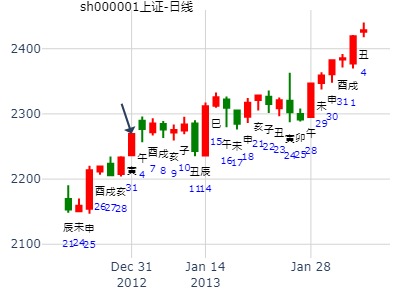 sh000001上证-日线
2400
丑
4
酉戌
31 1
未申
29 30
2300
巳
15
午未申
16 17 18
亥子丑
21 22 23
寅卯午
24 25 28
午
4
酉戌亥子
7 8 9 10
丑辰
11 14
2200
寅
31
酉戌亥
26 27 28
辰未申
21 24 25
2100
Dec 31 Jan 14 Jan 28
2012 2013